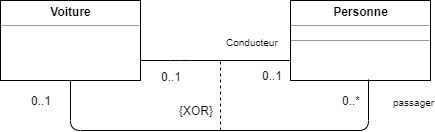 Voiture
Personne
Conducteur
0..1
0..1
0..1
0..*
passager
{XOR}